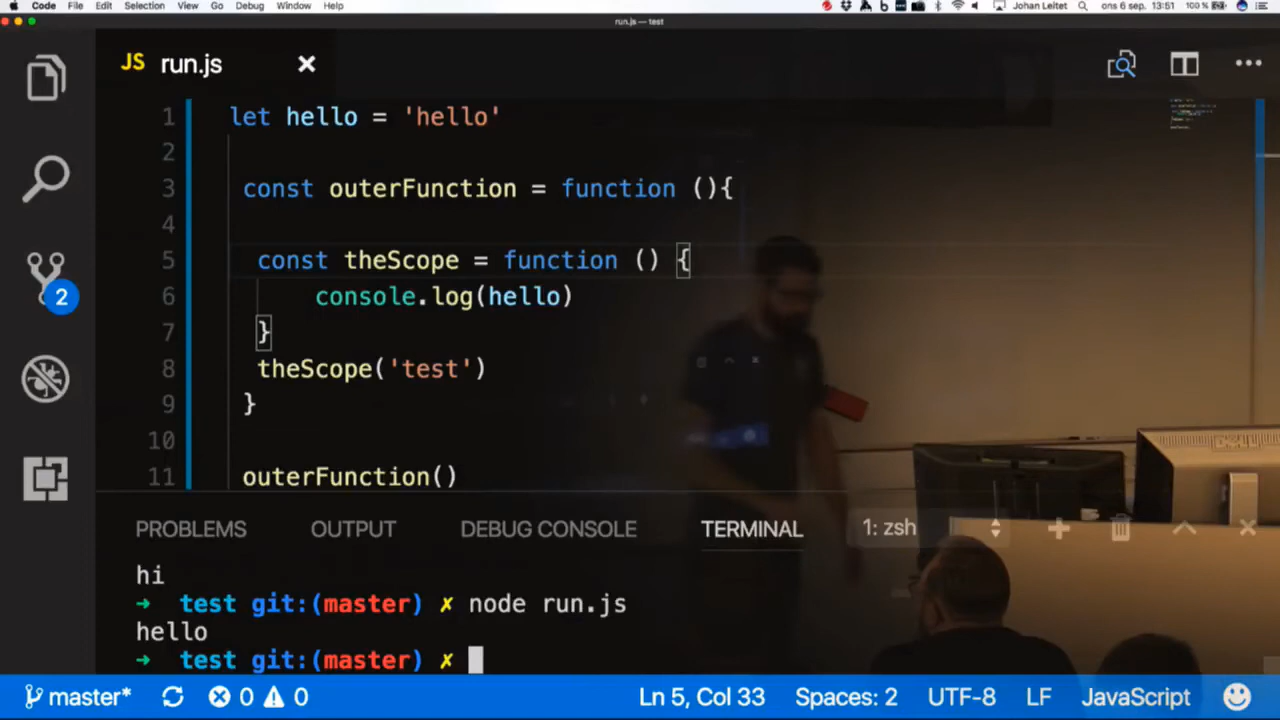 Code File Edit Selection View Go Debug Window Help Johan Leitet ons 6 sep. 13:51 100 %
run.js — test
JS run.js
1 let hello = 'hello'
2
3 const outerFunction = function (){
4
5 const theScope = function () {
6 console.log(hello)
7 }
8 theScope('test')
9 }
10
11 outerFunction()
PROBLEMS OUTPUT DEBUG CONSOLE TERMINAL 1: zsh
hi
➜ test git:(master) ✗ node run.js
hello
➜ test git:(master) ✗
master* 0 0 Ln 5, Col 33 Spaces: 2 UTF-8 LF JavaScript
2
DELL